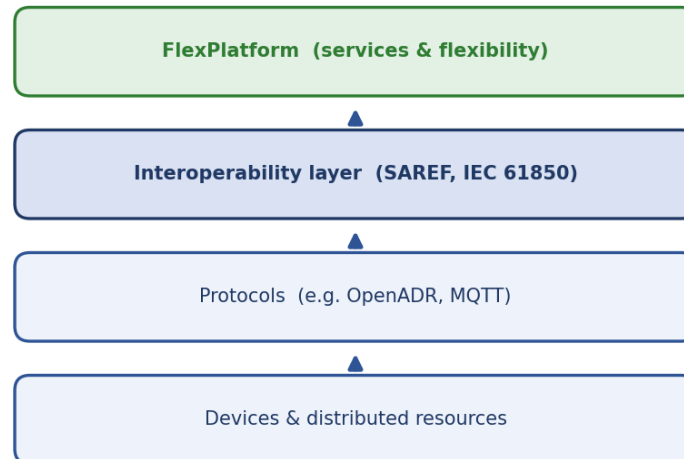 FlexPlatform  (services & flexibility)
Interoperability layer  (SAREF, IEC 61850)
Protocols  (e.g. OpenADR, MQTT)
Devices & distributed resources